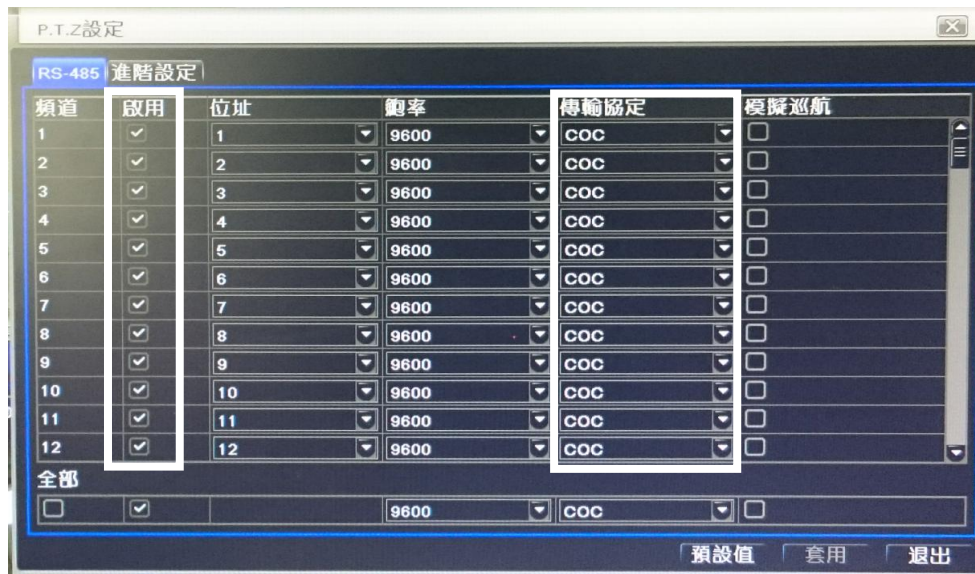 P.T.Z設定
RS-485 進階設定
頻道 啟用 位址 鮑率 傳輸協定 模擬巡航
1 1 9600 COC
2 2 9600 COC
3 3 9600 COC
4 4 9600 COC
5 5 9600 COC
6 6 9600 COC
7 7 9600 COC
8 8 9600 COC
9 9 9600 COC
10 10 9600 COC
11 11 9600 COC
12 12 9600 COC
全部
9600 COC
預設值 套用 退出